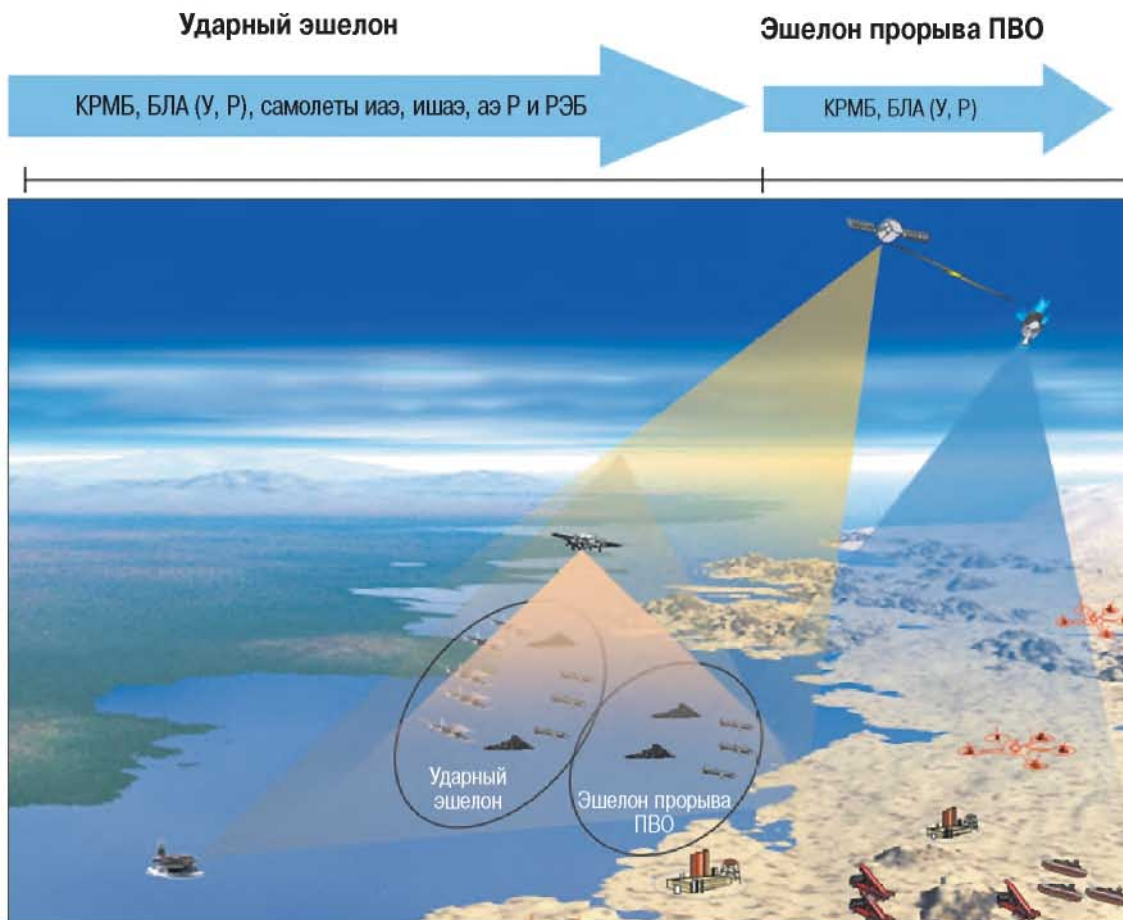 Ударный эшелон
Эшелон прорыва ПВО
КРМБ, БЛА (У, Р), самолеты иаэ, ишаэ, аэ Р и РЭБ
КРМБ, БЛА (У, Р)
Ударный
эшелон
Эшелон прорыва
ПВО